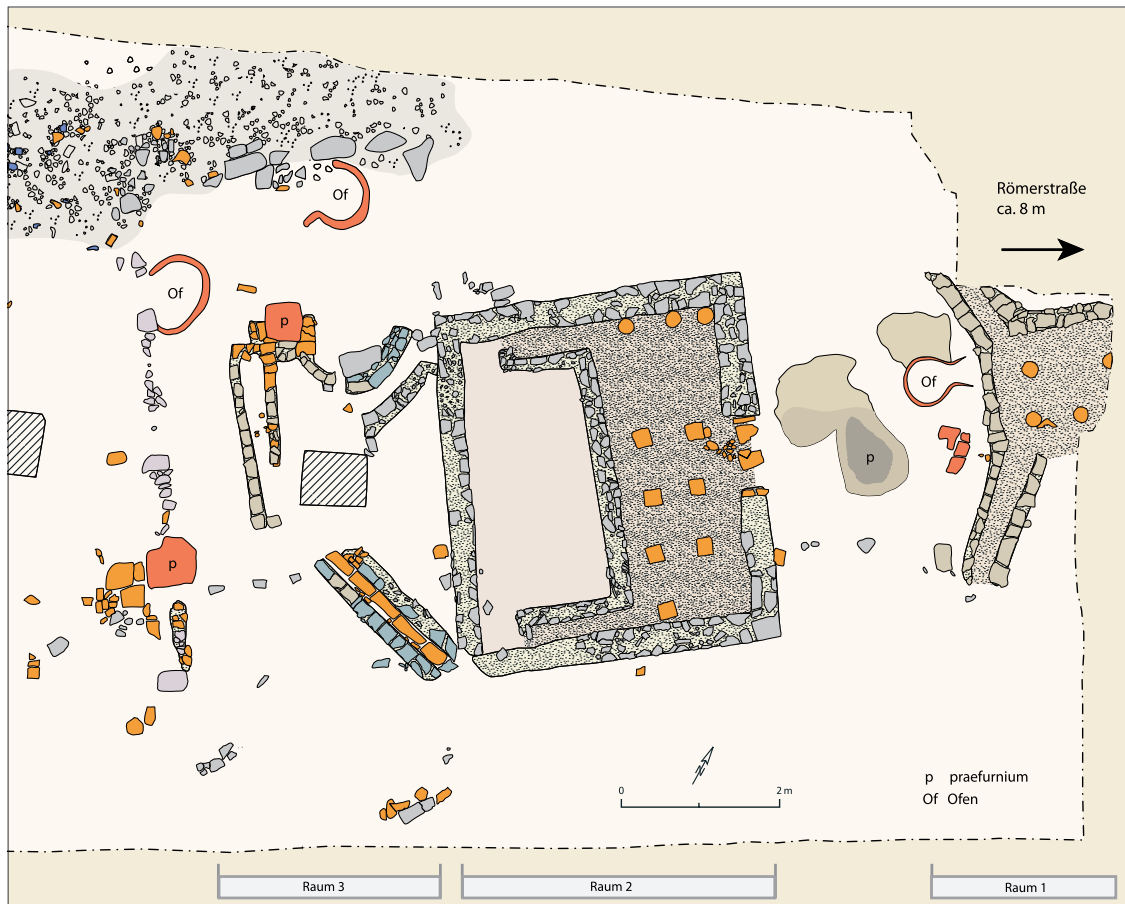 Of
Römerstraße
ca. 8 m
Of
p
Of
p
p
0
2 m
p praefurnium
Of Ofen
Raum 3
Raum 2
Raum 1